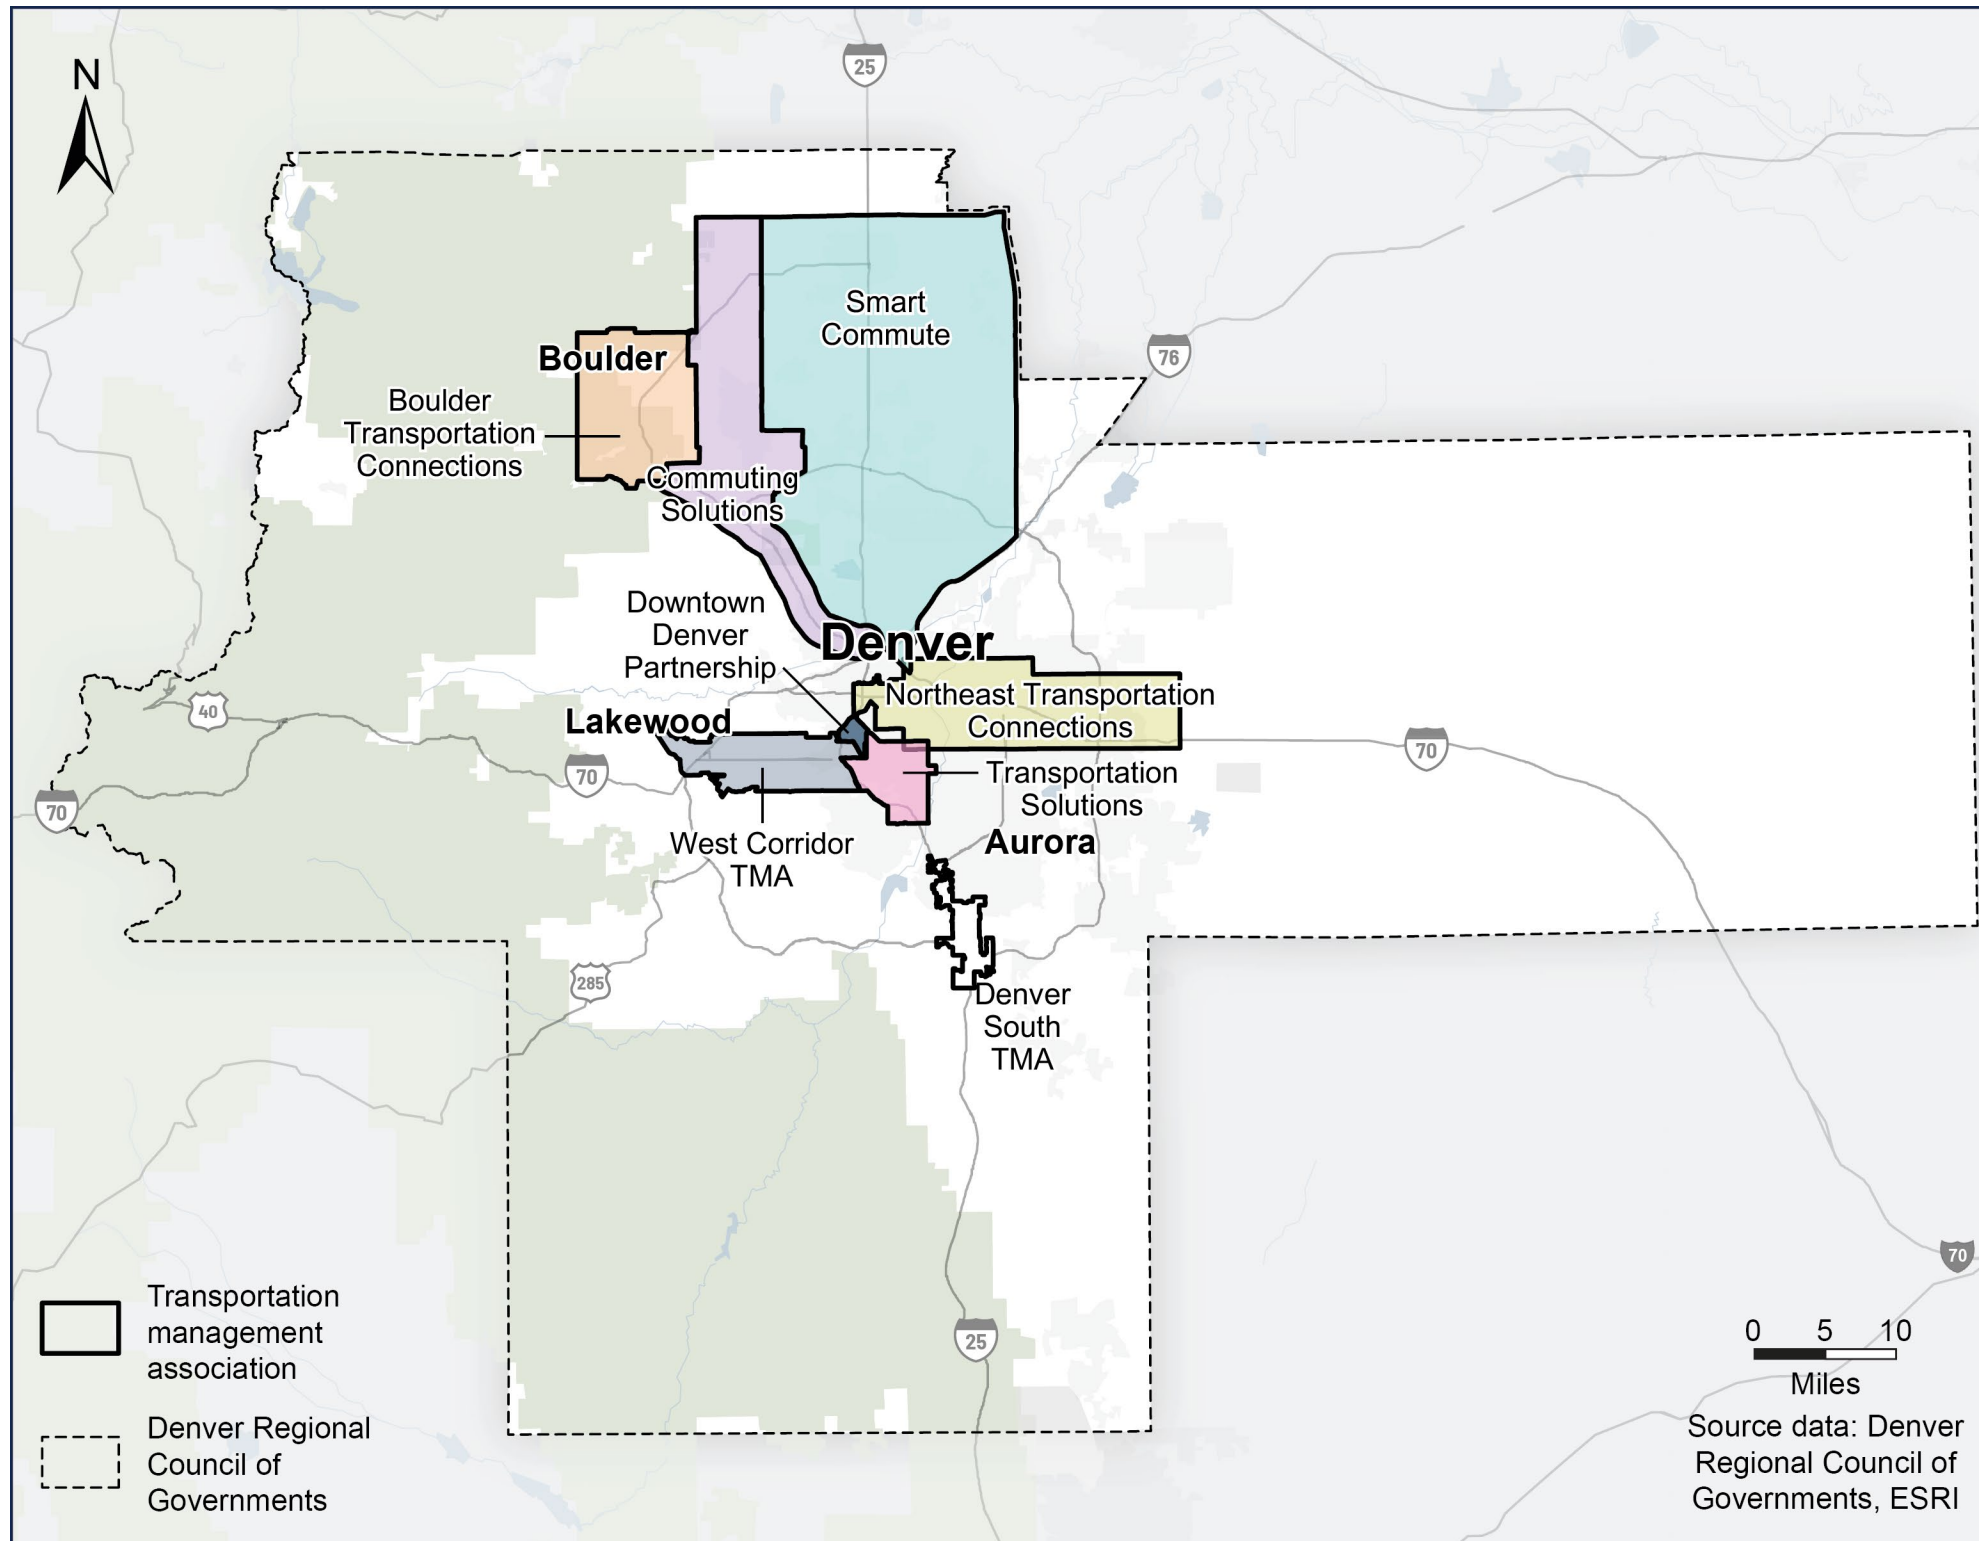 N
25
Smart
Commute
76
Boulder
Boulder
Transportation
Connections
Commuting
Solutions
Downtown
Denver
Partnership
Denver
Northeast Transportation
Connections
40
Lakewood
70
70
70
Transportation
Solutions
West Corridor
TMA
Aurora
285
Denver
South
TMA
70
25
Transportation
management
association
Denver Regional
Council of
Governments
0 5 10
Miles
Source data: Denver
Regional Council of
Governments, ESRI